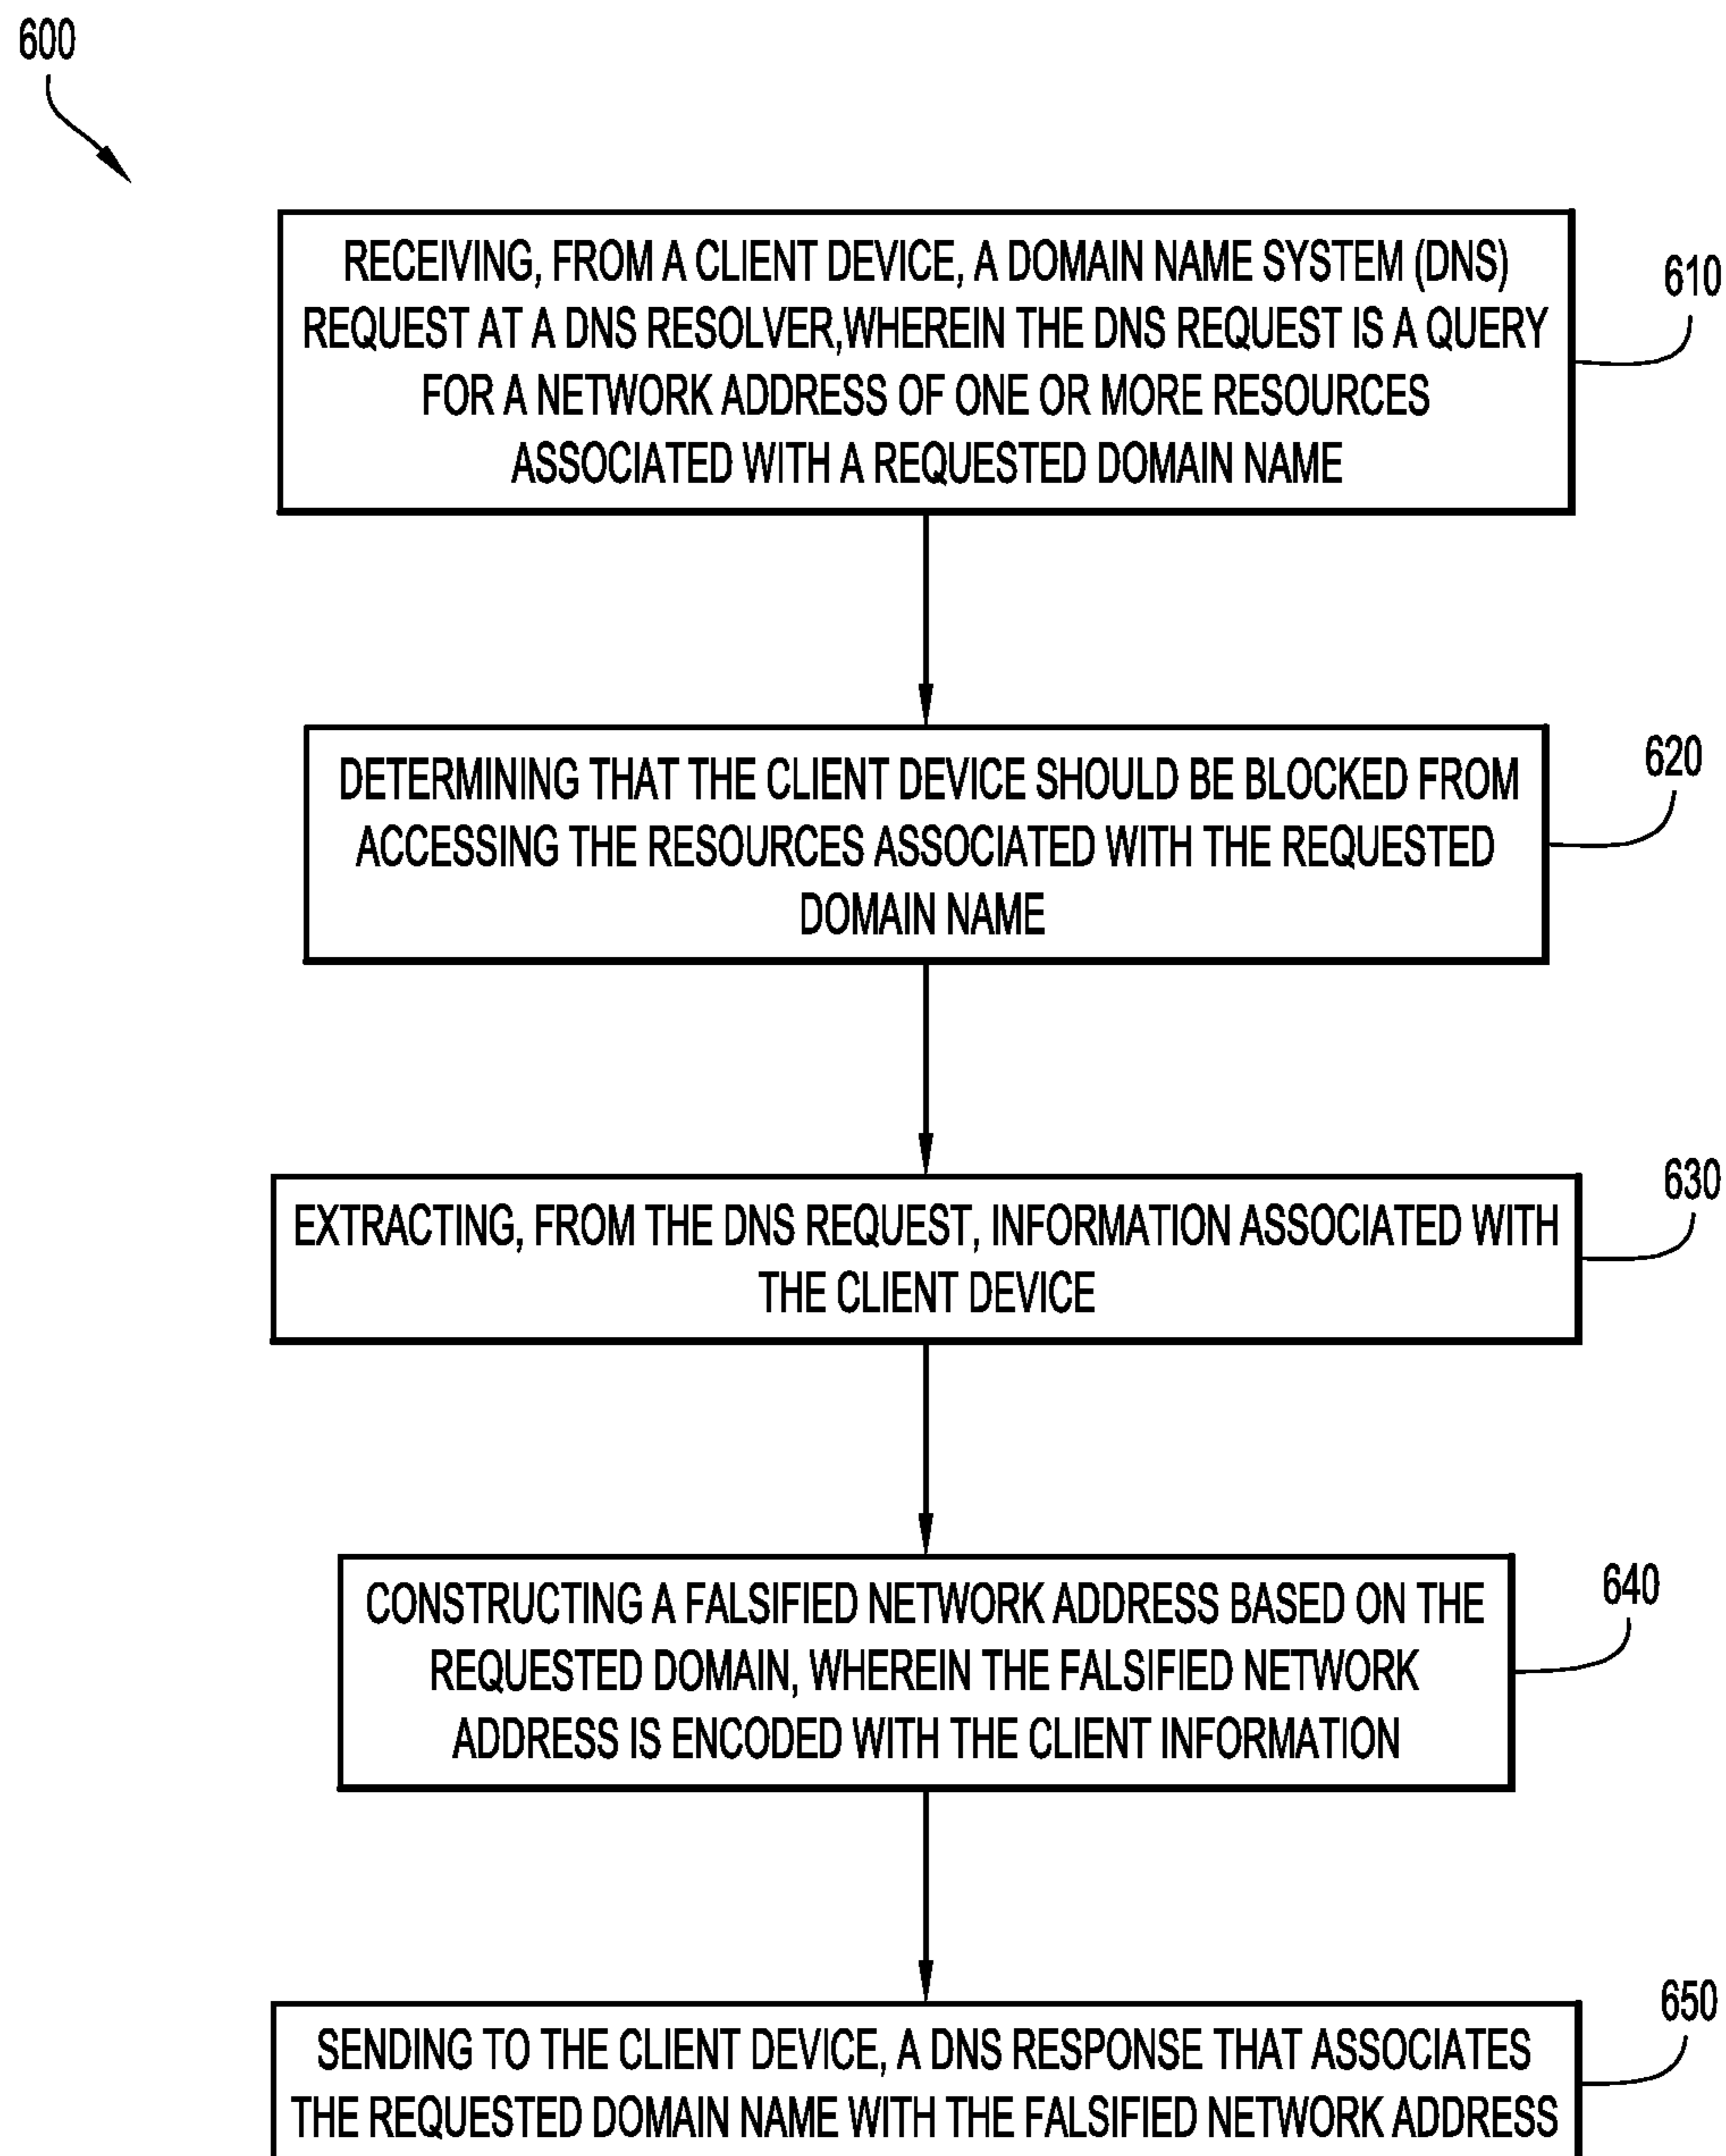 600
RECEIVING, FROM A CLIENT DEVICE, A DOMAIN NAME SYSTEM (DNS)
REQUEST AT A DNS RESOLVER,WHEREIN THE DNS REQUEST IS A QUERY
FOR A NETWORK ADDRESS OF ONE OR MORE RESOURCES
ASSOCIATED WITH A REQUESTED DOMAIN NAME
610
DETERMINING THAT THE CLIENT DEVICE SHOULD BE BLOCKED FROM
ACCESSING THE RESOURCES ASSOCIATED WITH THE REQUESTED
DOMAIN NAME
620
EXTRACTING, FROM THE DNS REQUEST, INFORMATION ASSOCIATED WITH
THE CLIENT DEVICE
630
CONSTRUCTING A FALSIFIED NETWORK ADDRESS BASED ON THE
REQUESTED DOMAIN, WHEREIN THE FALSIFIED NETWORK
ADDRESS IS ENCODED WITH THE CLIENT INFORMATION
640
SENDING TO THE CLIENT DEVICE, A DNS RESPONSE THAT ASSOCIATES
THE REQUESTED DOMAIN NAME WITH THE FALSIFIED NETWORK ADDRESS
650